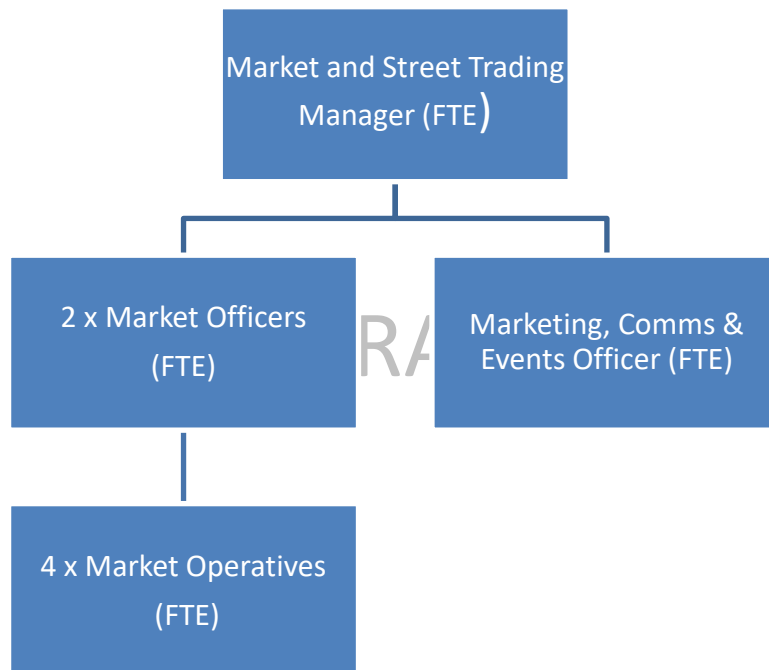 Market and Street Trading
Manager (FTE)
2 x Market Officers
(FTE)
Marketing, Comms &
Events Officer (FTE)
4 x Market Operatives
(FTE)